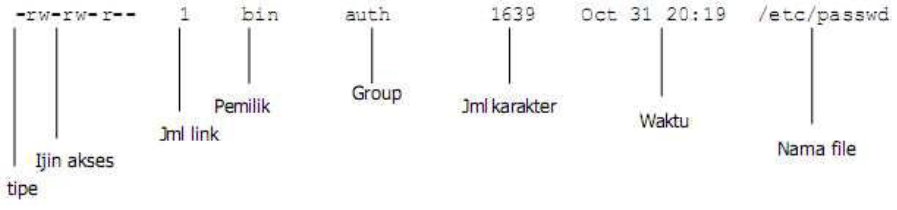 -rw-rw-r-- 1 bin auth 1639 Oct 31 20:19 /etc/passwd
Group
Pemilik
Jml karakter
Waktu
Jml link
Nama file
Ijin akses
tipe